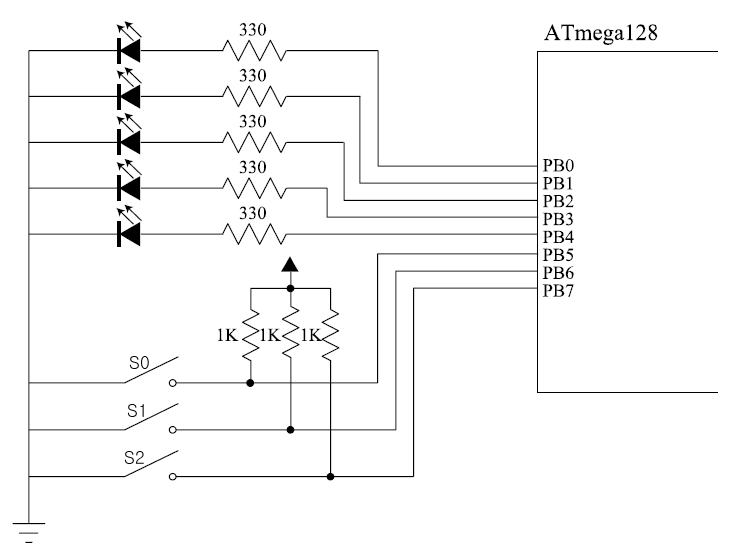 330
ATmega128
330
330
330
330
PB0
PB1
PB2
PB3
PB4
PB5
PB6
PB7
1K 1K 1K
S0
S1
S2